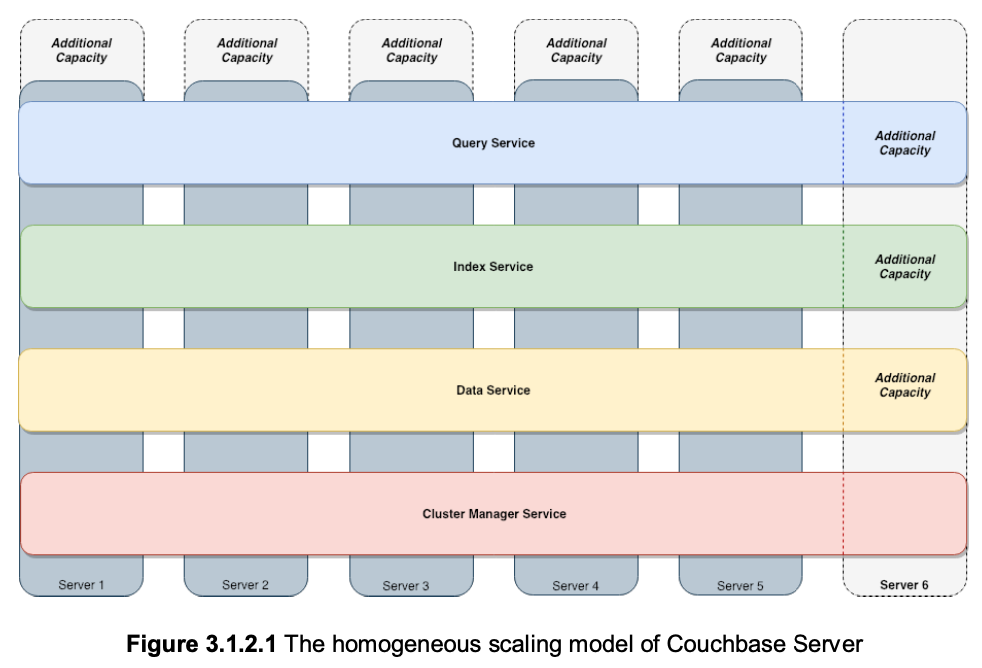 Additional
Capacity
Additional
Capacity
Additional
Capacity
Additional
Capacity
Additional
Capacity
Query Service
Additional
Capacity
Index Service
Additional
Capacity
Data Service
Additional
Capacity
Cluster Manager Service
Server 1
Server 2
Server 3
Server 4
Server 5
Server 6
Figure 3.1.2.1 The homogeneous scaling model of Couchbase Server